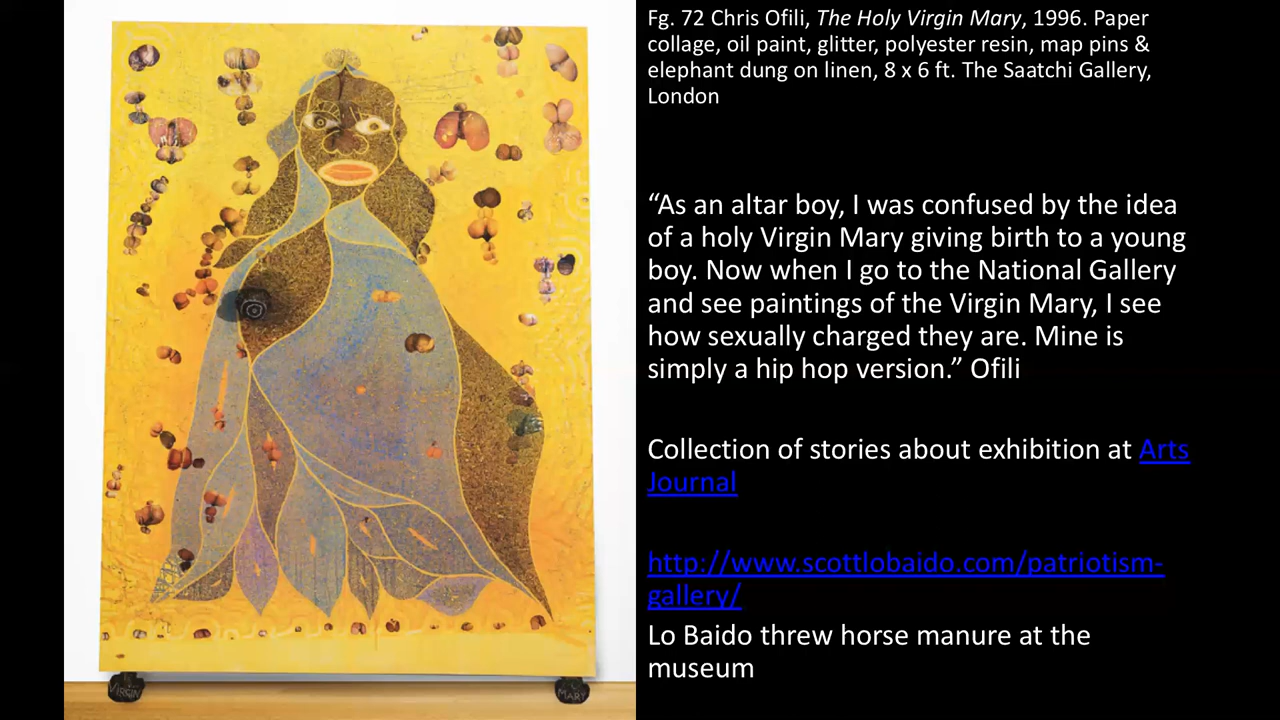 Fg. 72 Chris Ofili, The Holy Virgin Mary, 1996. Paper
collage, oil paint, glitter, polyester resin, map pins &
elephant dung on linen, 8 x 6 ft. The Saatchi Gallery,
London
“As an altar boy, I was confused by the idea
of a holy Virgin Mary giving birth to a young
boy. Now when I go to the National Gallery
and see paintings of the Virgin Mary, I see
how sexually charged they are. Mine is
simply a hip hop version.” Ofili
Collection of stories about exhibition at Arts
Journal
http://www.scottlobaido.com/patriotism-
gallery/
Lo Baido threw horse manure at the
museum
VIRGIN
MARY